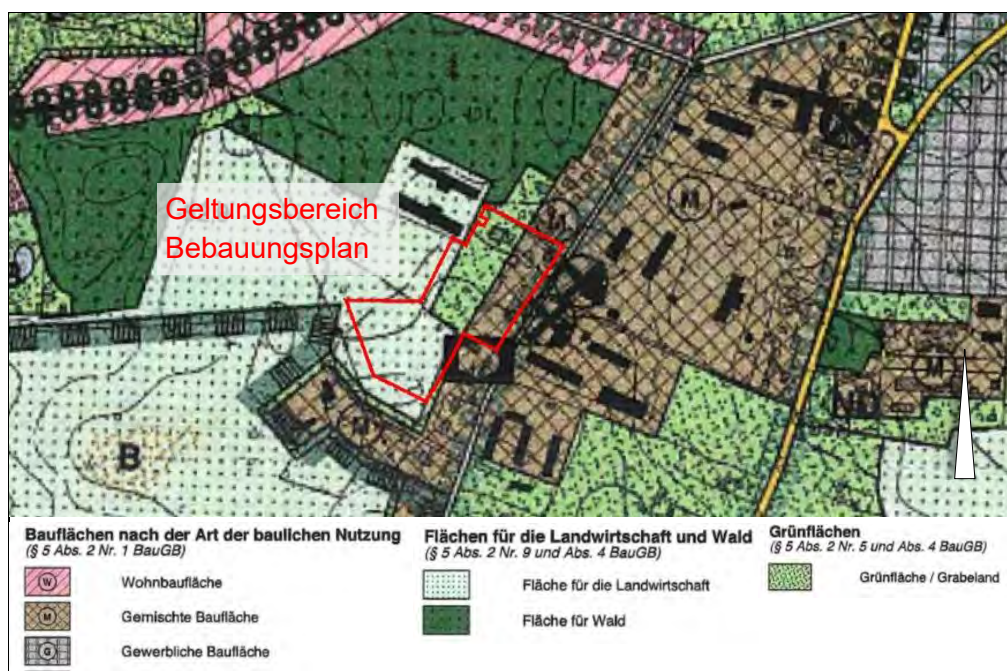 Geltungsbereich
Bebauungsplan
M
M
M
M
B
ND
Bauflächen nach der Art der baulichen Nutzung
(§ 5 Abs. 2 Nr. 1 BauGB)
W Wohnbaufläche
M Gemischte Baufläche
G Gewerbliche Baufläche
Flächen für die Landwirtschaft und Wald
(§ 5 Abs. 2 Nr. 9 und Abs. 4 BauGB)
Fläche für die Landwirtschaft
Fläche für Wald
Grünflächen
(§ 5 Abs. 2 Nr. 5 und Abs. 4 BauGB)
Grünfläche / Grabeland